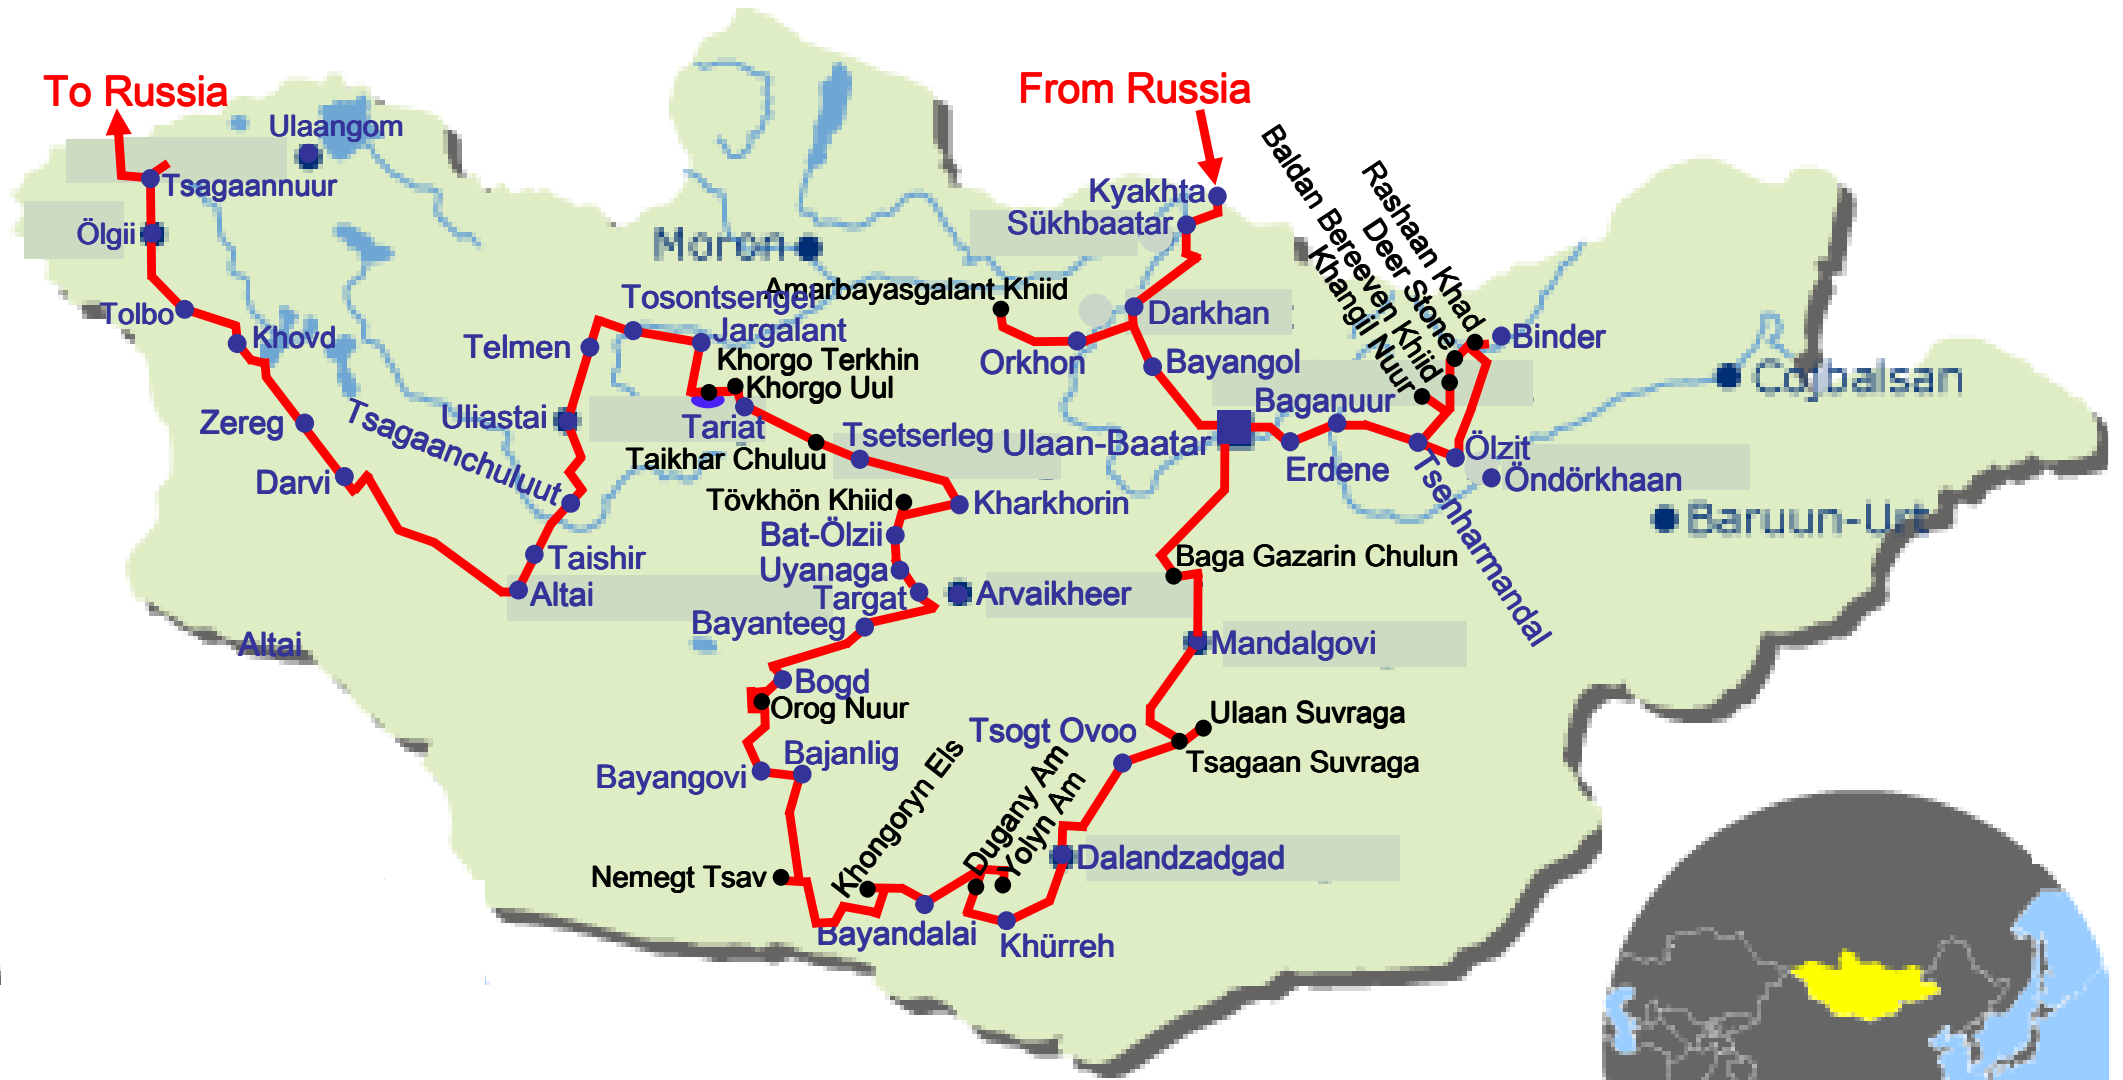 To Russia
From Russia
Ulaangom
Tsagaannuur
Kyakhta
Sükhbaatar
Ölgii
Moron
Baldan Bereeven Khiid
Rashaan Khad
Deer Stone
Khangil Nuur
Amarbayasgalant Khiid
Tosontsengel
Tolbo
Khovd
Telmen
Jargalant
Darkhan
Binder
Orkhon
Bayangol
Khorgo Terkhin
Khorgo Uul
Cojbalsan
Zereg
Tsagaanchuluut
Uliastai
Tariat
Tsetserleg
Ulaan-Baatar
Baganuur
Taikhar Chuluu
Erdene
Ölzit
Darvi
Öndörkhaan
Tövkhön Khiid
Kharkhorin
Tsenharmandal
Baruun-Urt
Bat-Ölzii
Taishir
Baga Gazarin Chulun
Uyanaga
Altai
Targat
Arvaikheer
Bayanteeg
Altai
Mandalgovi
Bogd
Orog Nuur
Ulaan Suvraga
Tsogt Ovoo
Tsagaan Suvraga
Bajanlig
Bayangovi
Khongoryn Els
Dugany Am
Yolyn Am
Dalandzadgad
Nemegt Tsav
Bayandalai
Khürreh